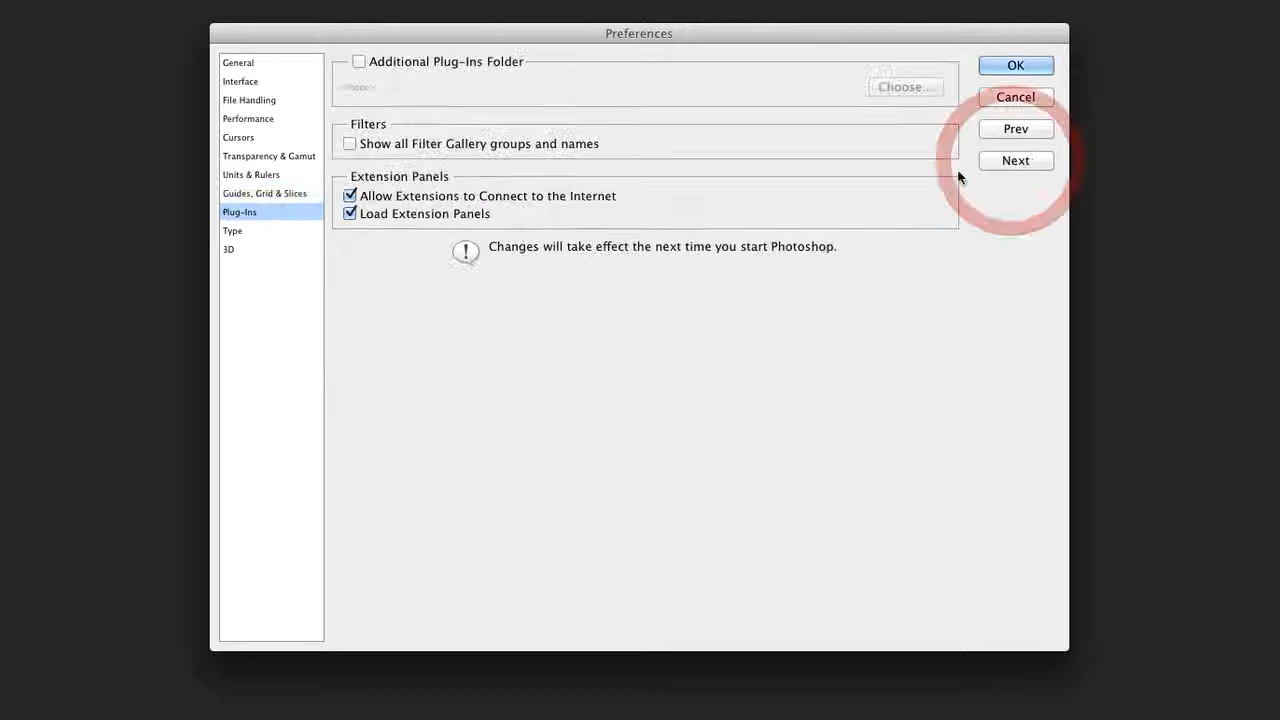 Preferences
General
Interface
File Handling
Performance
Cursors
Transparency & Gamut
Units & Rulers
Guides, Grid & Slices
Plug-Ins
Type
3D
Additional Plug-Ins Folder
<None>
Choose...
Filters
Show all Filter Gallery groups and names
Extension Panels
Allow Extensions to Connect to the Internet
Load Extension Panels
! Changes will take effect the next time you start Photoshop.
OK
Cancel
Prev
Next